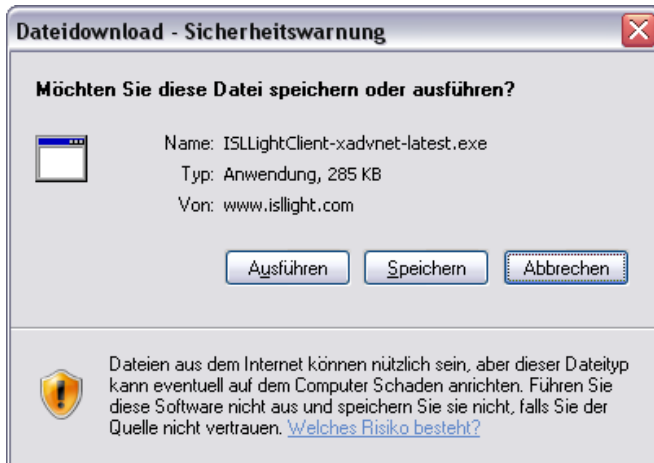 Dateidownload - Sicherheitswarnung
Möchten Sie diese Datei speichern oder ausführen?
Name: ISLLightClient-xadvnet-latest.exe
Typ: Anwendung, 285 KB
Von: www.isllight.com
Ausführen Speichern Abbrechen
Dateien aus dem Internet können nützlich sein, aber dieser Dateityp
kann eventuell auf dem Computer Schaden anrichten. Führen Sie
diese Software nicht aus und speichern Sie sie nicht, falls Sie der
Quelle nicht vertrauen. Welches Risiko besteht?